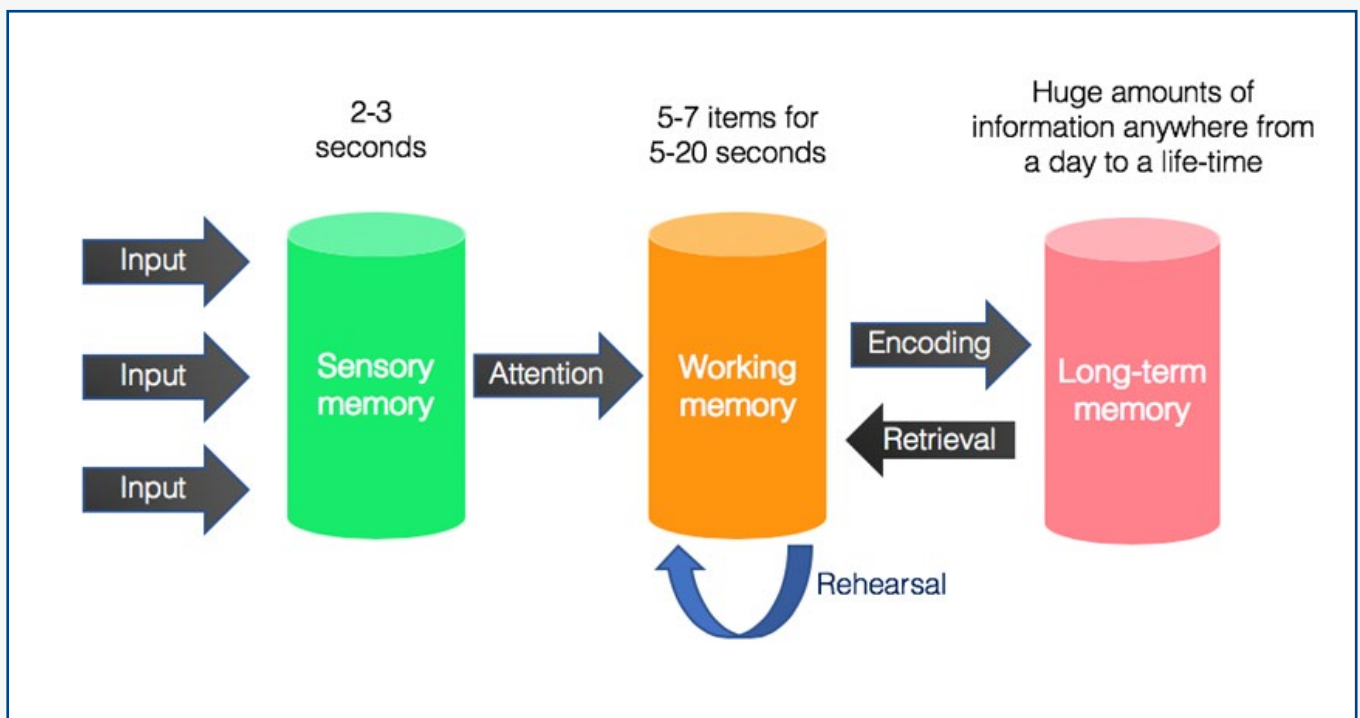 2-3
seconds
5-7 items for
5-20 seconds
Huge amounts of
information anywhere from
a day to a life-time
Input
Input
Input
Sensory
memory
Attention
Working
memory
Encoding
Retrieval
Long-term
memory
Rehearsal